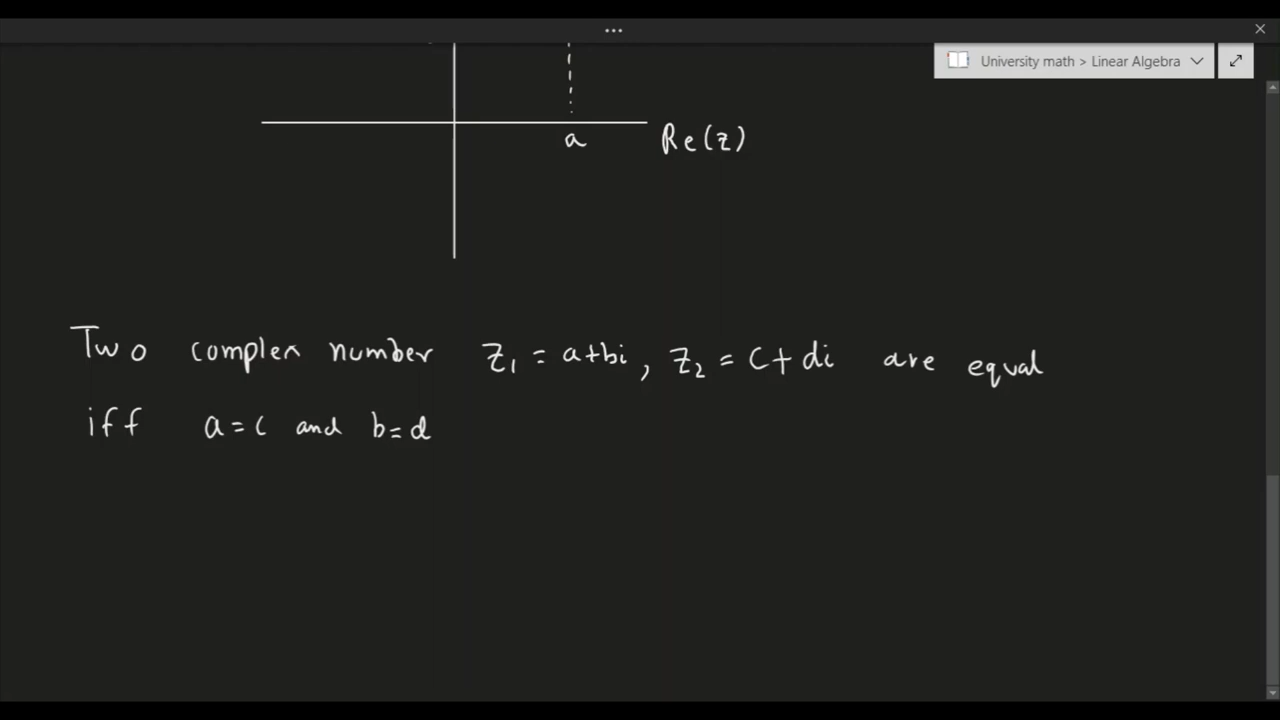 ...
University math > Linear Algebra
a Re(z)
Two complex number z₁ = a+bi, z₂ = c+di are equal
iff a=c and b=d